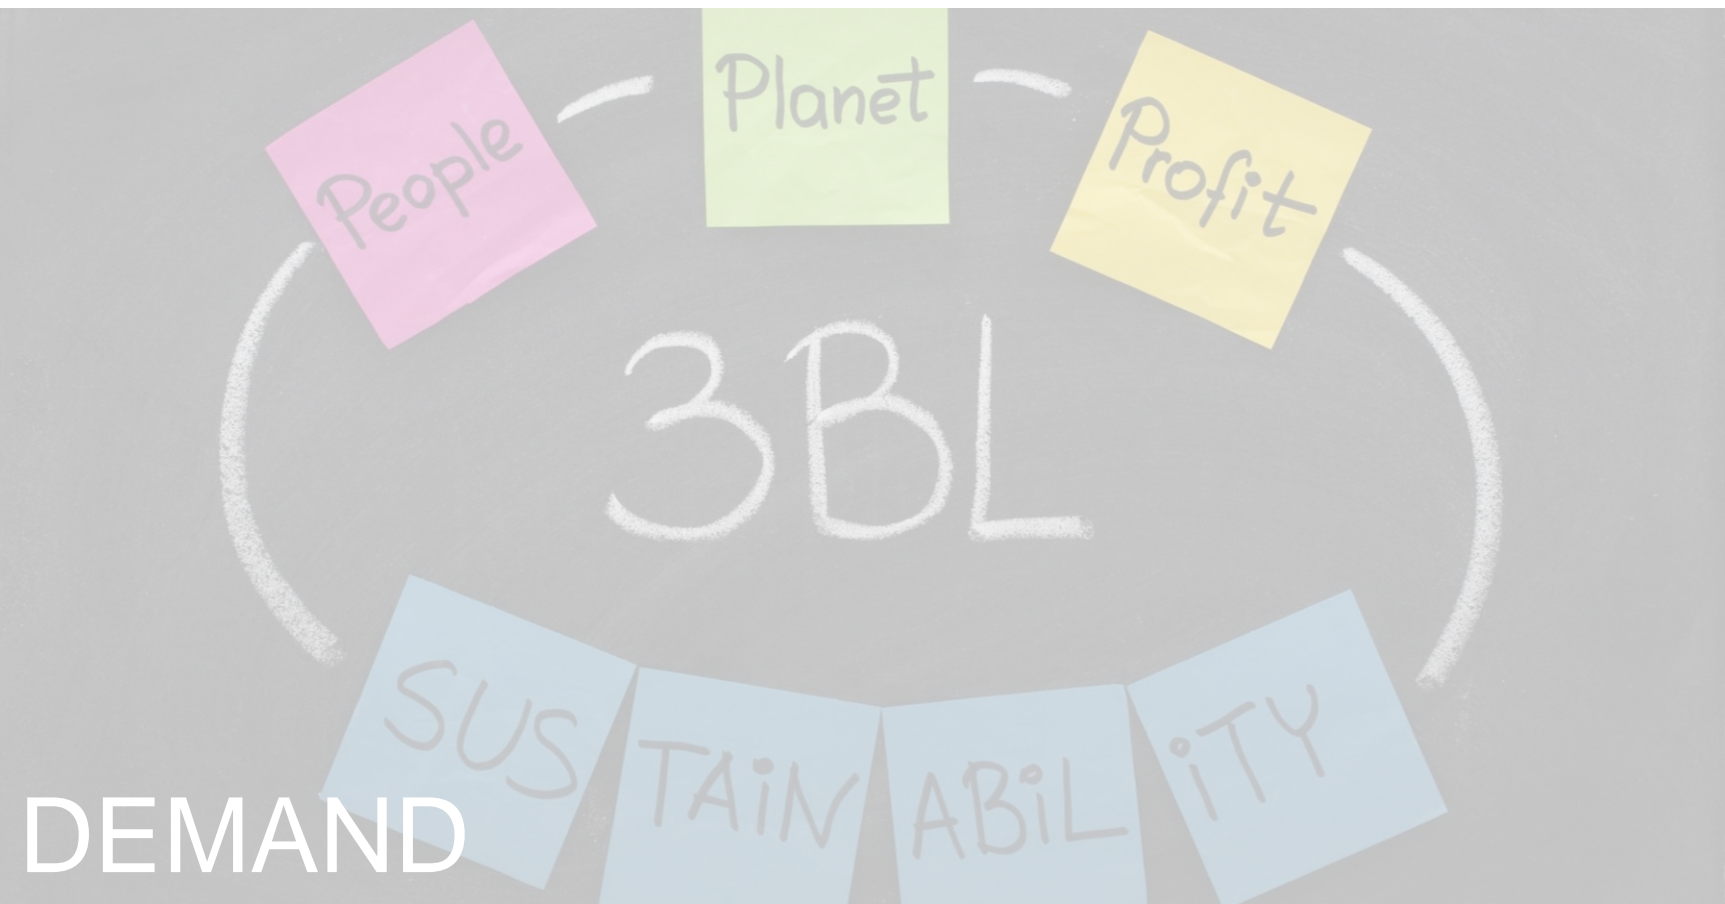 People
Planet
Profit
3BL
SUS TAiN ABiL iTY
DEMAND